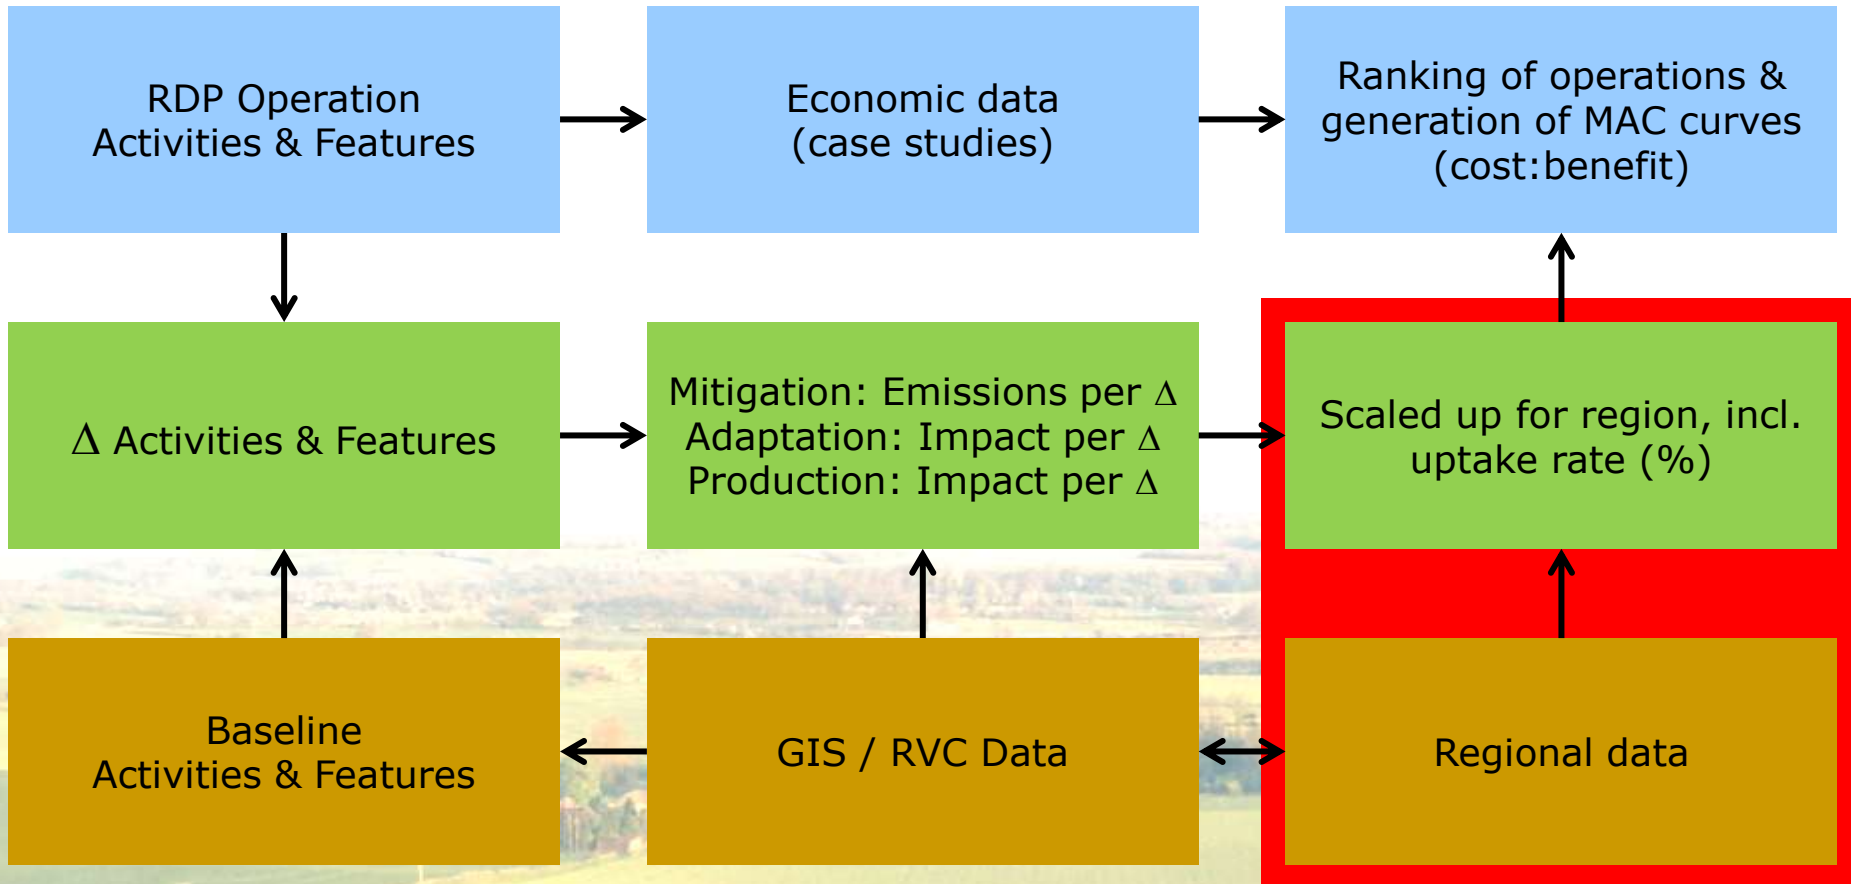 RDP Operation
Activities & Features
Economic data
(case studies)
Ranking of operations &
generation of MAC curves
(cost:benefit)
Δ Activities & Features
Mitigation: Emissions per Δ
Adaptation: Impact per Δ
Production: Impact per Δ
Scaled up for region, incl.
uptake rate (%)
Baseline
Activities & Features
GIS / RVC Data
Regional data